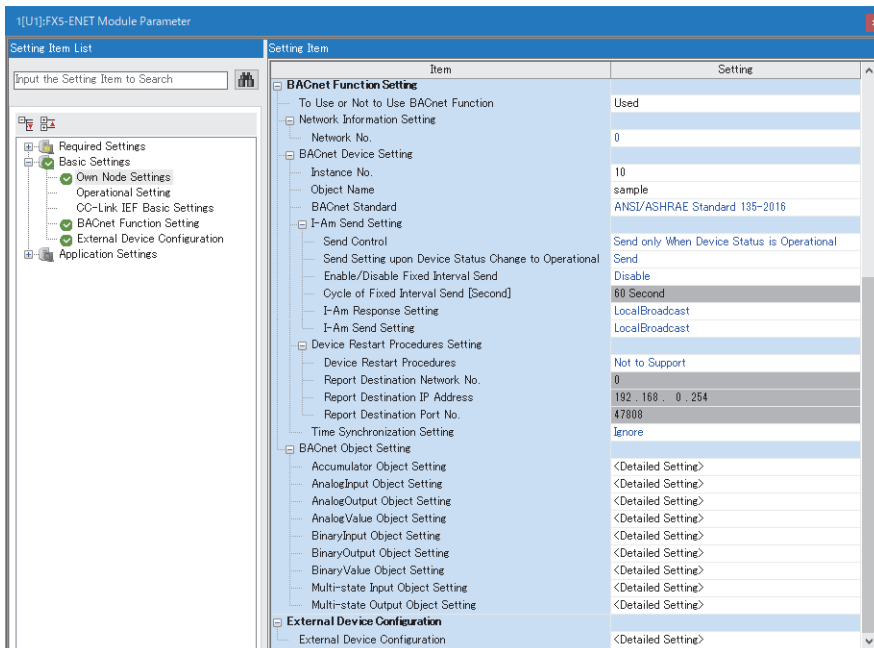 1[U1]:FX5-ENET Module Parameter
Setting Item List
Input the Setting Item to Search
Required Settings
Basic Settings
Own Node Settings
Operational Setting
CC-Link IEF Basic Settings
BACnet Function Setting
External Device Configuration
Application Settings
Setting Item
Item Setting
BACnet Function Setting
To Use or Not to Use BACnet Function Used
Network Information Setting
Network No. 0
BACnet Device Setting
Instance No. 10
Object Name sample
BACnet Standard ANSI/ASHRAE Standard 135-2016
I-Am Send Setting
Send Control Send only When Device Status is Operational
Send Setting upon Device Status Change to Operational Send
Enable/Disable Fixed Interval Send Disable
Cycle of Fixed Interval Send [Second] 60 Second
I-Am Response Setting LocalBroadcast
I-Am Send Setting LocalBroadcast
Device Restart Procedures Setting
Device Restart Procedures Not to Support
Report Destination Network No. 0
Report Destination IP Address 192 . 168 . 0 . 254
Report Destination Port No. 47808
Time Synchronization Setting Ignore
BACnet Object Setting
Accumulator Object Setting <Detailed Setting>
AnalogInput Object Setting <Detailed Setting>
AnalogOutput Object Setting <Detailed Setting>
AnalogValue Object Setting <Detailed Setting>
BinaryInput Object Setting <Detailed Setting>
BinaryOutput Object Setting <Detailed Setting>
BinaryValue Object Setting <Detailed Setting>
Multi-state Input Object Setting <Detailed Setting>
Multi-state Output Object Setting <Detailed Setting>
External Device Configuration
External Device Configuration <Detailed Setting>